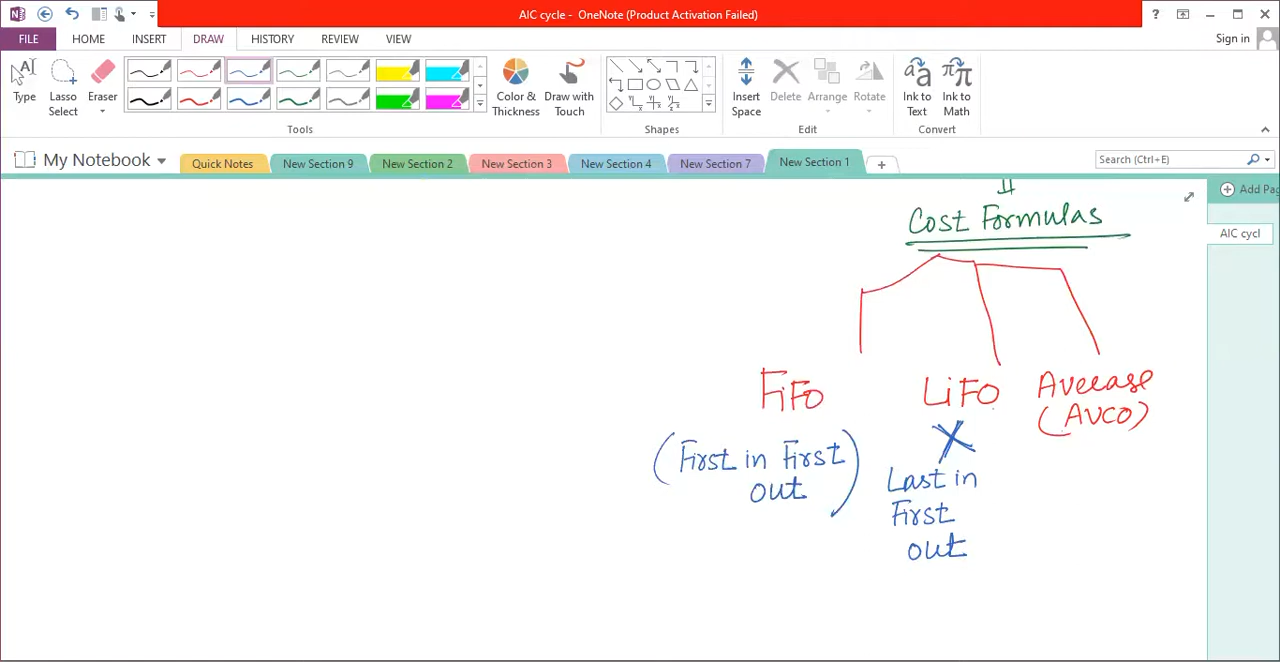 AIC cycle - OneNote (Product Activation Failed)
FILE HOME INSERT DRAW HISTORY REVIEW VIEW
Sign in
Type
Lasso Select
Eraser
Color & Thickness
Draw with Touch
Insert Space
Delete
Arrange
Rotate
Ink to Text
Ink to Math
Tools
Shapes
Edit
Convert
My Notebook
Quick Notes
New Section 9
New Section 2
New Section 3
New Section 4
New Section 7
New Section 1
Search (Ctrl+E)
Add Pag
AIC cycl
Cost Formulas
FiFo
LiFO
Average
(AVCO)
(First in First
out)
Last in
First
out